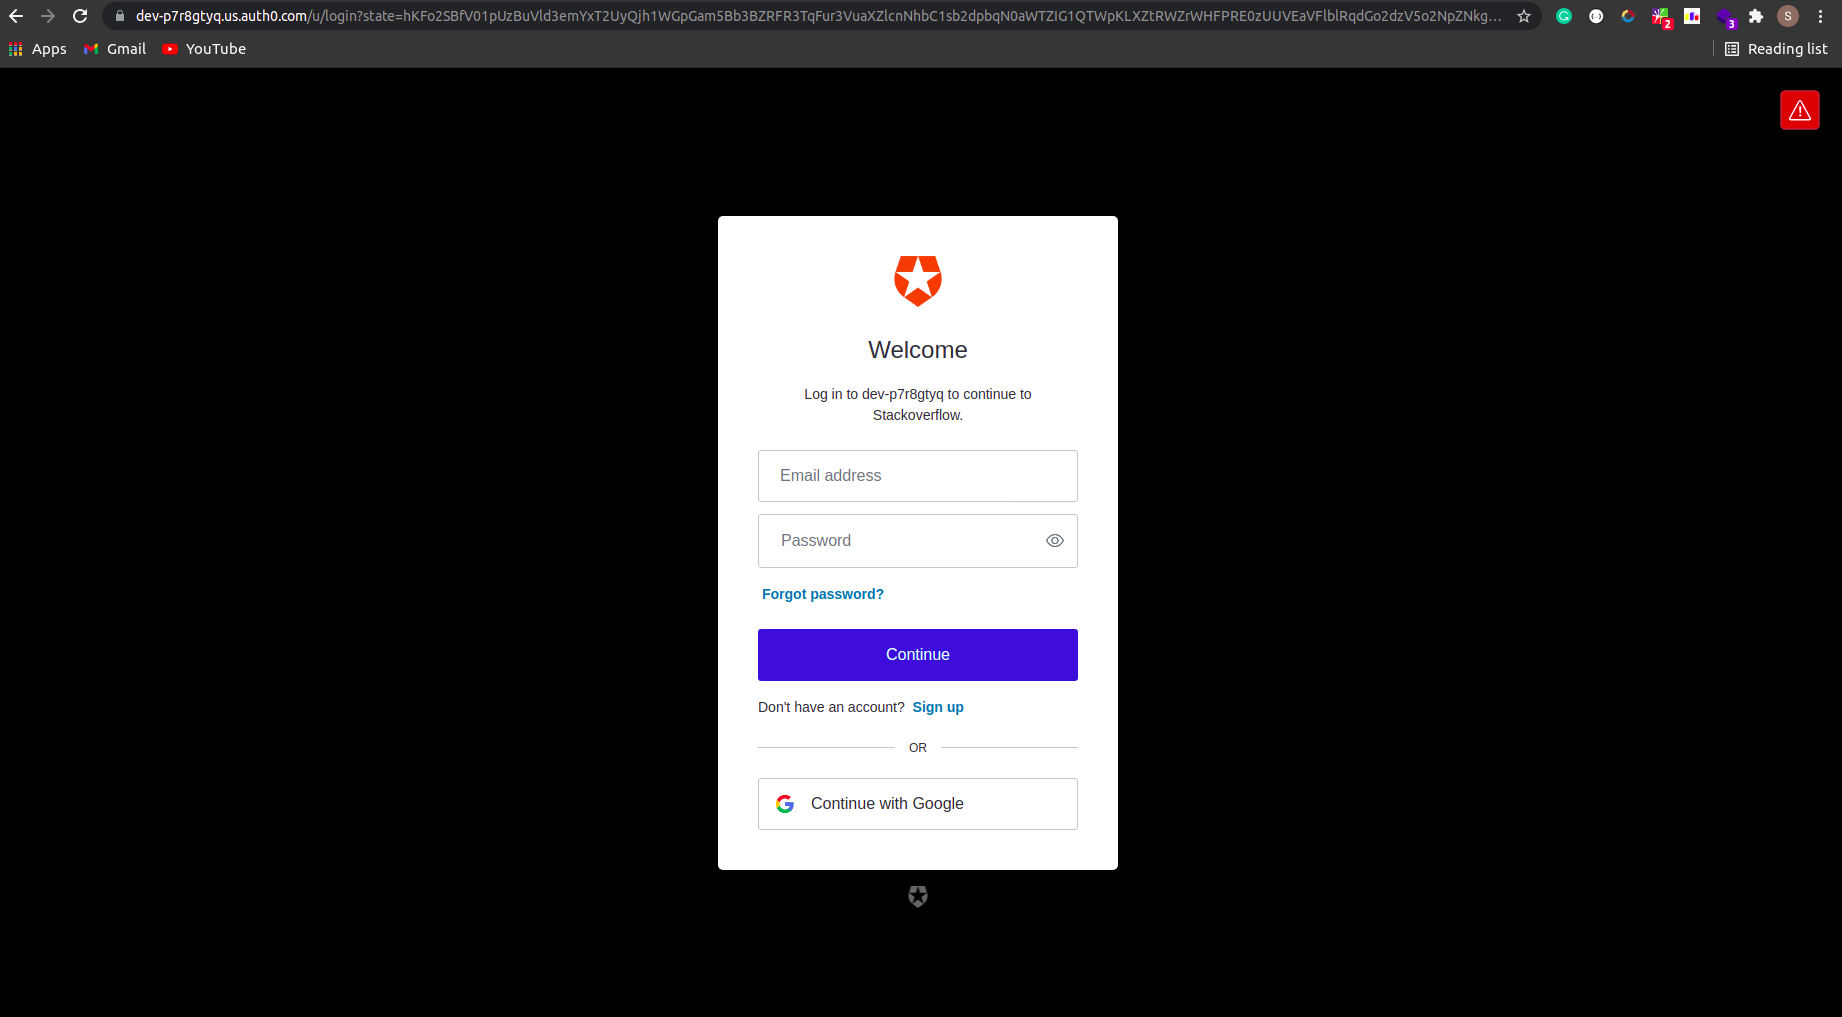 dev-p7r8gtyq.us.auth0.com/u/login?state=
Apps Gmail YouTube Reading list
2
3
S
Welcome
Log in to dev-p7r8gtyq to continue to
Stackoverflow.
Email address
Password
Forgot password?
Continue
Don't have an account? Sign up
OR
Continue with Google